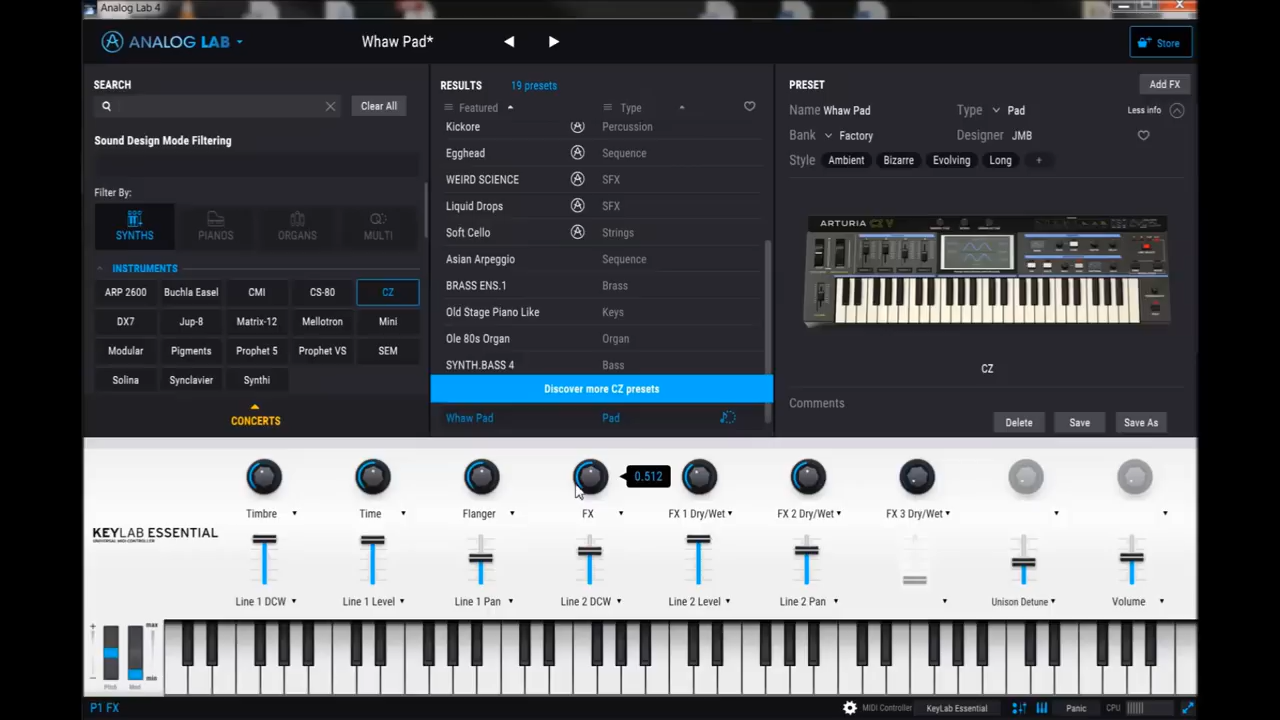 Analog Lab 4
ANALOG LAB
Whaw Pad*
Store
SEARCH
Clear All
Sound Design Mode Filtering
Filter By:
SYNTHS PIANOS ORGANS MULTI
INSTRUMENTS
ARP 2600 Buchla Easel CMI CS-80 CZ
DX7 Jup-8 Matrix-12 Mellotron Mini
Modular Pigments Prophet 5 Prophet VS SEM
Solina Synclavier Synthi
CONCERTS
RESULTS 19 presets
Featured Type
Kickore Percussion
Egghead Sequence
WEIRD SCIENCE SFX
Liquid Drops SFX
Soft Cello Strings
Asian Arpeggio Sequence
BRASS ENS.1 Brass
Old Stage Piano Like Keys
Ole 80s Organ Organ
SYNTH.BASS 4 Bass
Discover more CZ presets
Whaw Pad Pad
PRESET Add FX
Name Whaw Pad Type Pad Less info
Bank Factory Designer JMB
Style Ambient Bizarre Evolving Long +
ARTURIA CZ V
CZ
Comments
Delete Save Save As
0.512
Timbre Time Flanger FX FX 1 Dry/Wet FX 2 Dry/Wet FX 3 Dry/Wet
KEYLAB ESSENTIAL
UNIVERSAL MIDI CONTROLLER
Line 1 DCW Line 1 Level Line 1 Pan Line 2 DCW Line 2 Level Line 2 Pan Unison Detune Volume
+ max
- min
Pitch Mod
P1 FX
MIDI Controller KeyLab Essential Panic CPU